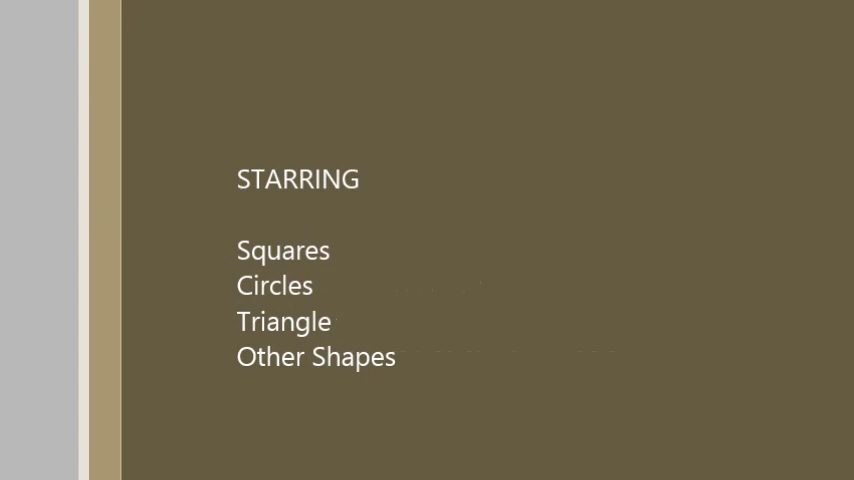 STARRING
Squares
Circles
Triangle
Other Shapes